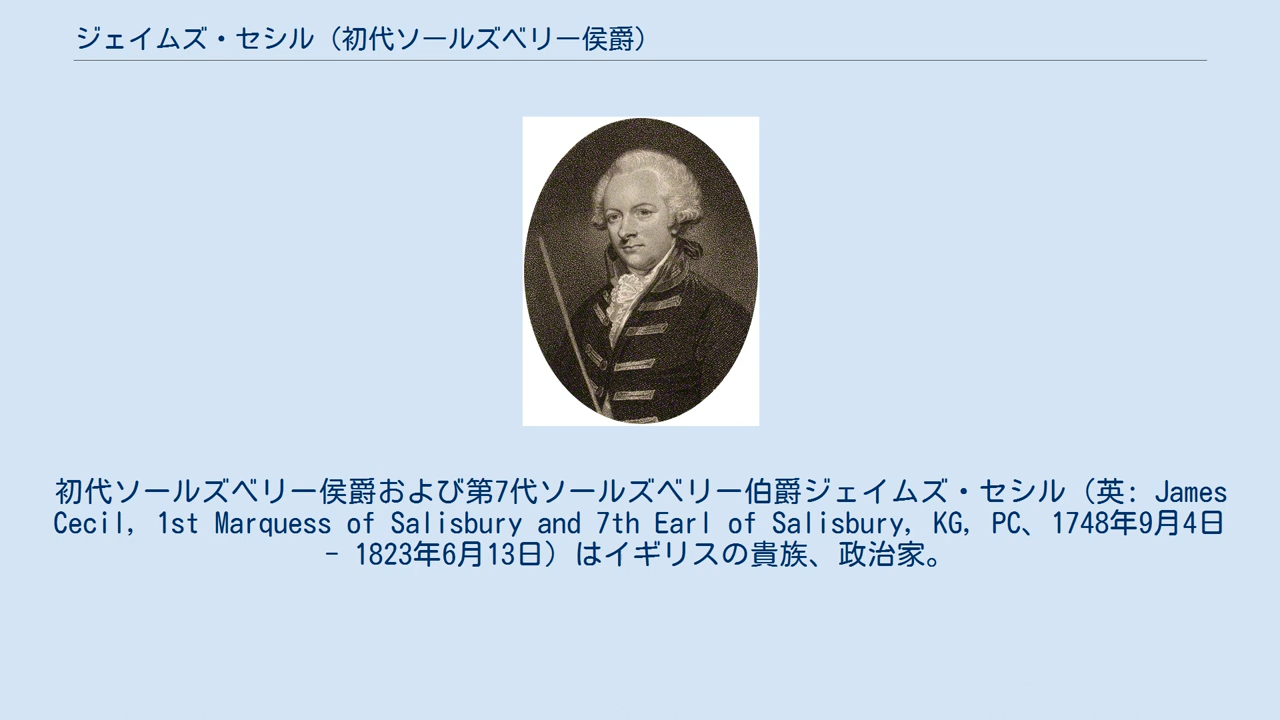 ジェイムズ・セシル（初代ソールズベリー侯爵）
初代ソールズベリー侯爵および第7代ソールズベリー伯爵ジェイムズ・セシル（英: James
Cecil, 1st Marquess of Salisbury and 7th Earl of Salisbury, KG, PC、1748年9月4日
- 1823年6月13日）はイギリスの貴族、政治家。